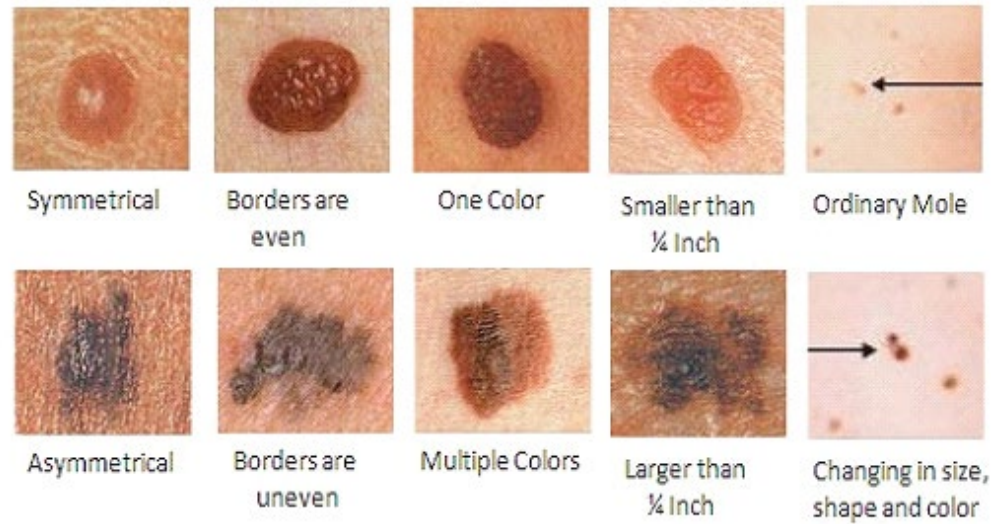 Symmetrical
Borders are
even
One Color
Smaller than
¼ Inch
Ordinary Mole
Asymmetrical
Borders are
uneven
Multiple Colors
Larger than
¼ Inch
Changing in size,
shape and color